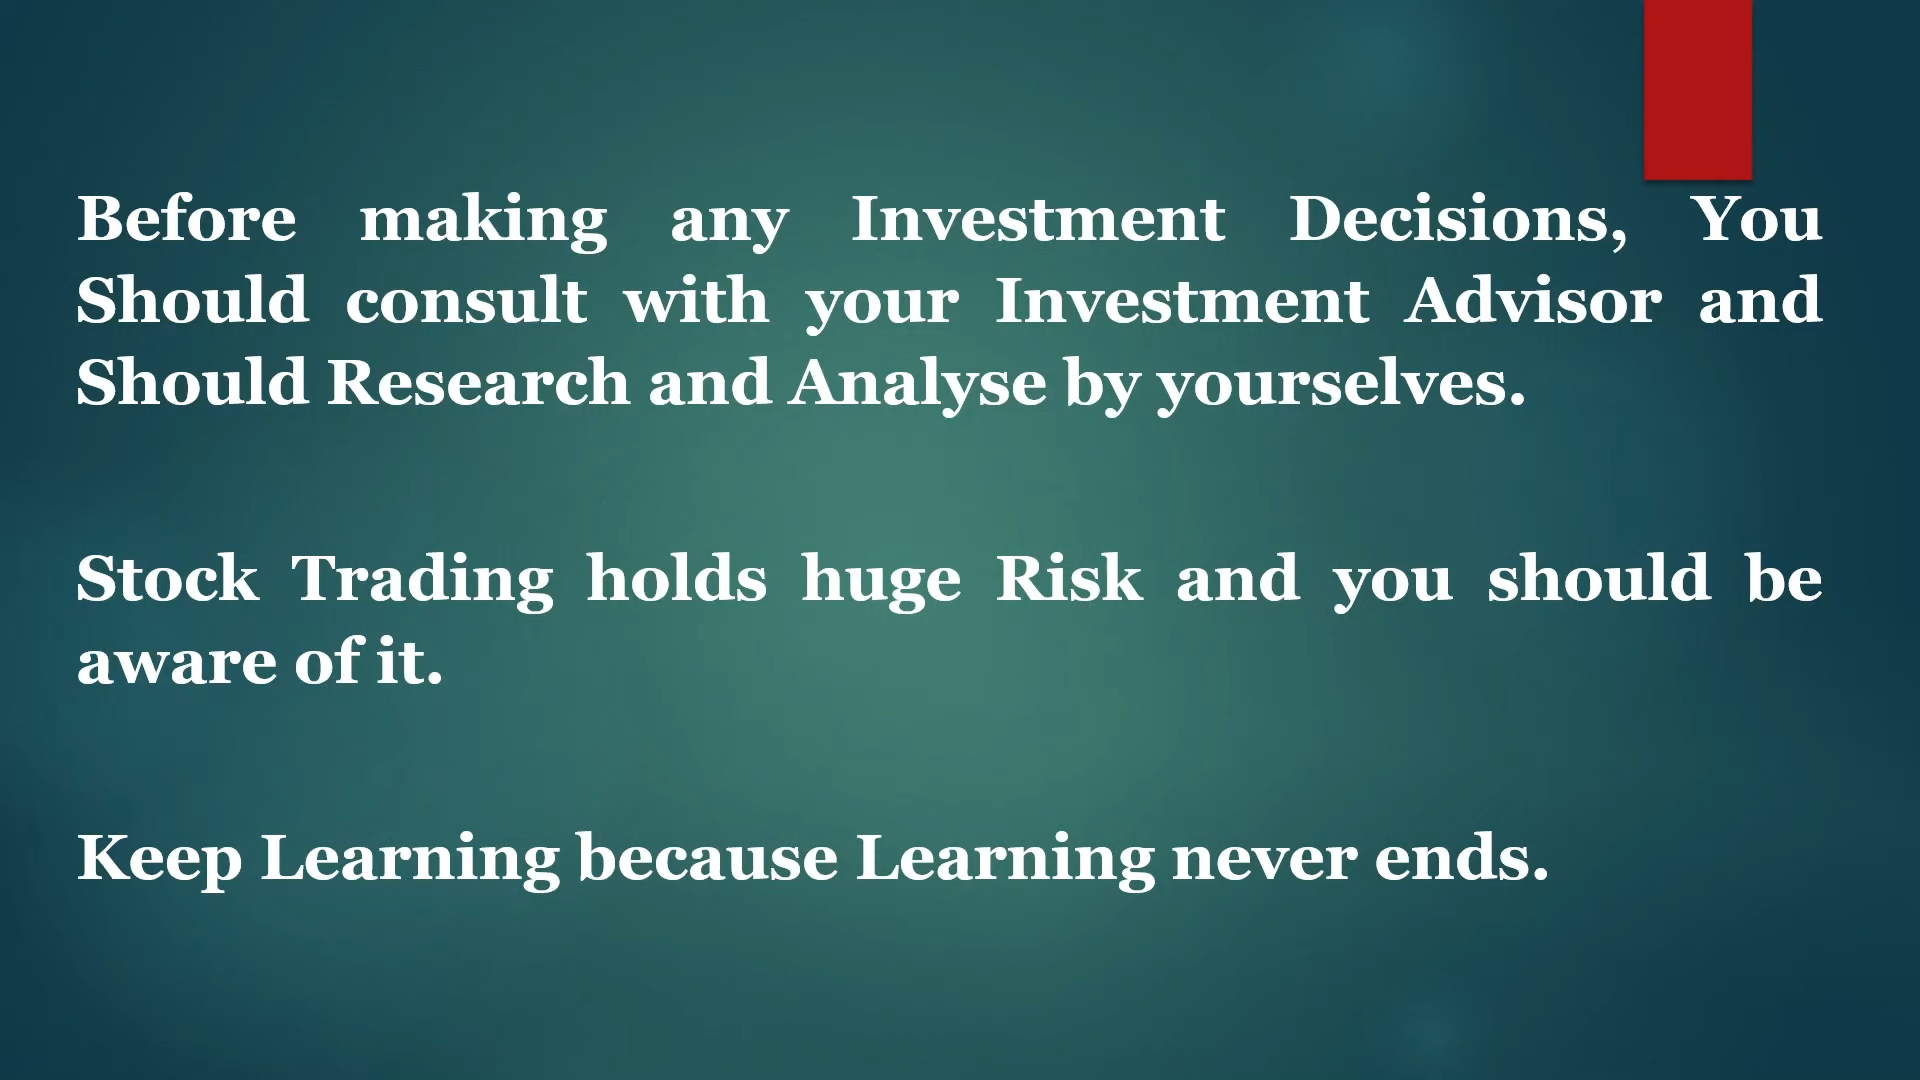 Before making any Investment Decisions, You
Should consult with your Investment Advisor and
Should Research and Analyse by yourselves.
Stock Trading holds huge Risk and you should be
aware of it.
Keep Learning because Learning never ends.